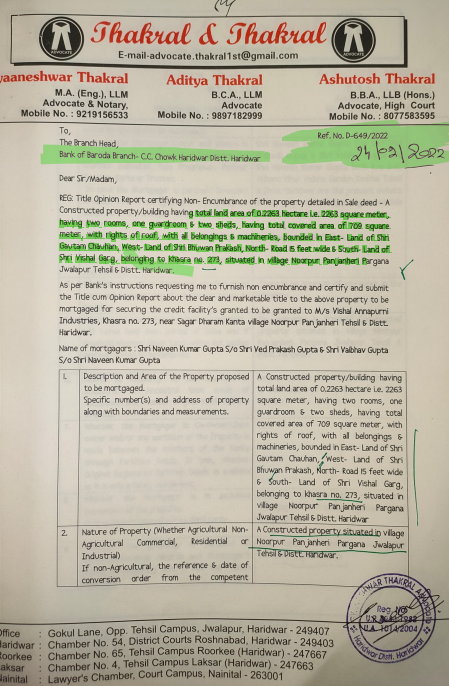 Thakral & Thakral
ADVOCATE
ADVOCATE
E-mail-advocate.thakral1st@gmail.com
yaaneshwar Thakral
M.A. (Eng.), LLM
Advocate & Notary,
Mobile No. : 9219156533
Aditya Thakral
B.C.A., LLM
Advocate
Mobile No. : 9897182999
Ashutosh Thakral
B.B.A., LLB (Hons.)
Advocate, High Court
Mobile No. : 8077583595
To,
The Branch Head,
Bank of Baroda Branch- C.C. Chowk Haridwar Distt. Haridwar
Ref. No. D-649/2022
24/02/2022
Dear Sir/Madam,
REG: Title Opinion Report certifying Non- Encumbrance of the property detailed in Sale deed - A
Constructed property/building having total land area of 0.2263 hectare i.e. 2263 square meter,
having two rooms, one guardroom & two sheds, having total covered area of 709 square
meter, with rights of roof, with all belongings & machineries, bounded in East- Land of Shri
Gautam Chauhan, West- Land of Shri Bhuwan Prakash, North- Road 15 feet wide & South- Land of
Shri Vishal Garg, belonging to Khasra no. 273, situated in village Noorpur Panjanheri Pargana
Jwalapur Tehsil & Distt. Haridwar.
As per Bank's instructions requesting me to furnish non encumbrance and certify and submit
the Title cum Opinion Report about the clear and marketable title to the above property to be
mortgaged for securing the credit facility's granted to be granted to M/s Vishal Annapurni
Industries, Khasra no. 273, near Sagar Dharam Kanta village Noorpur Panjanheri Tehsil & Distt.
Haridwar.
Name of mortgagors : Shri Naveen Kumar Gupta S/o Shri Ved Prakash Gupta & Shri Vaibhav Gupta
S/o Shri Naveen Kumar Gupta
1.
Description and Area of the Property proposed
to be mortgaged.
Specific number(s) and address of property
along with boundaries and measurements.
A Constructed property/building having
total land area of 0.2263 hectare i.e. 2263
square meter, having two rooms, one
guardroom & two sheds, having total
covered area of 709 square meter, with
rights of roof, with all belongings &
machineries, bounded in East- Land of Shri
Gautam Chauhan, West- Land of Shri
Bhuwan Prakash, North- Road 15 feet wide
& South- Land of Shri Vishal Garg,
belonging to khasra no. 273, situated in
village Noorpur Panjanheri Pargana
Jwalapur Tehsil & Distt. Haridwar
2.
Nature of Property (Whether Agricultural Non-
Agricultural Commercial, Residential or
Industrial)
If non-Agricultural, the reference & date of
conversion order from the competent
A Constructed property situated in village
Noorpur Panjanheri Pargana Jwalapur
Tehsil & Distt. Haridwar.
Haridwar Distt. Haridwar
Office : Gokul Lane, Opp. Tehsil Campus, Jwalapur, Haridwar - 249407
Haridwar : Chamber No. 54, District Courts Roshnabad, Haridwar - 249403
Roorkee : Chamber No. 65, Tehsil Campus Roorkee (Haridwar) - 247667
Laksar : Chamber No. 4, Tehsil Campus Laksar (Haridwar) - 247663
Nainital : Lawyer's Chamber, Court Campus, Nainital - 263001